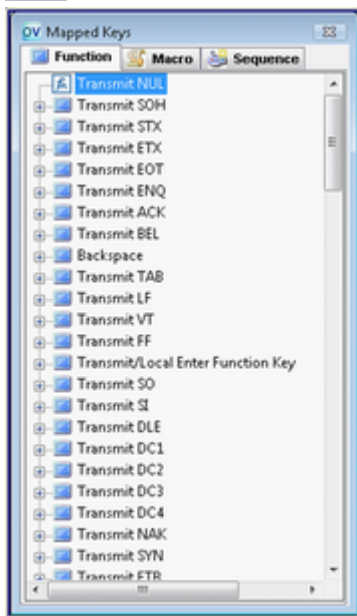 OV Mapped Keys
Function Macro Sequence
Transmit NUL
Transmit SOH
Transmit STX
Transmit ETX
Transmit EOT
Transmit ENQ
Transmit ACK
Transmit BEL
Backspace
Transmit TAB
Transmit LF
Transmit VT
Transmit FF
Transmit/Local Enter Function Key
Transmit SO
Transmit SI
Transmit DLE
Transmit DC1
Transmit DC2
Transmit DC3
Transmit DC4
Transmit NAK
Transmit SYN
Transmit ETB